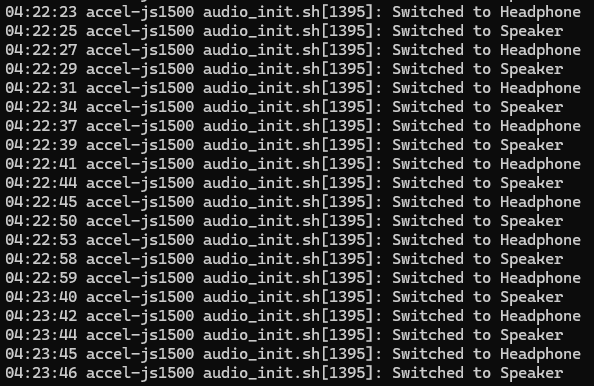 04:22:23 accel-js1500 audio_init.sh[1395]: Switched to Headphone
04:22:25 accel-js1500 audio_init.sh[1395]: Switched to Speaker
04:22:27 accel-js1500 audio_init.sh[1395]: Switched to Headphone
04:22:29 accel-js1500 audio_init.sh[1395]: Switched to Speaker
04:22:31 accel-js1500 audio_init.sh[1395]: Switched to Headphone
04:22:34 accel-js1500 audio_init.sh[1395]: Switched to Speaker
04:22:37 accel-js1500 audio_init.sh[1395]: Switched to Headphone
04:22:39 accel-js1500 audio_init.sh[1395]: Switched to Speaker
04:22:41 accel-js1500 audio_init.sh[1395]: Switched to Headphone
04:22:44 accel-js1500 audio_init.sh[1395]: Switched to Speaker
04:22:45 accel-js1500 audio_init.sh[1395]: Switched to Headphone
04:22:50 accel-js1500 audio_init.sh[1395]: Switched to Speaker
04:22:53 accel-js1500 audio_init.sh[1395]: Switched to Headphone
04:22:58 accel-js1500 audio_init.sh[1395]: Switched to Speaker
04:22:59 accel-js1500 audio_init.sh[1395]: Switched to Headphone
04:23:40 accel-js1500 audio_init.sh[1395]: Switched to Speaker
04:23:42 accel-js1500 audio_init.sh[1395]: Switched to Headphone
04:23:44 accel-js1500 audio_init.sh[1395]: Switched to Speaker
04:23:45 accel-js1500 audio_init.sh[1395]: Switched to Headphone
04:23:46 accel-js1500 audio_init.sh[1395]: Switched to Speaker